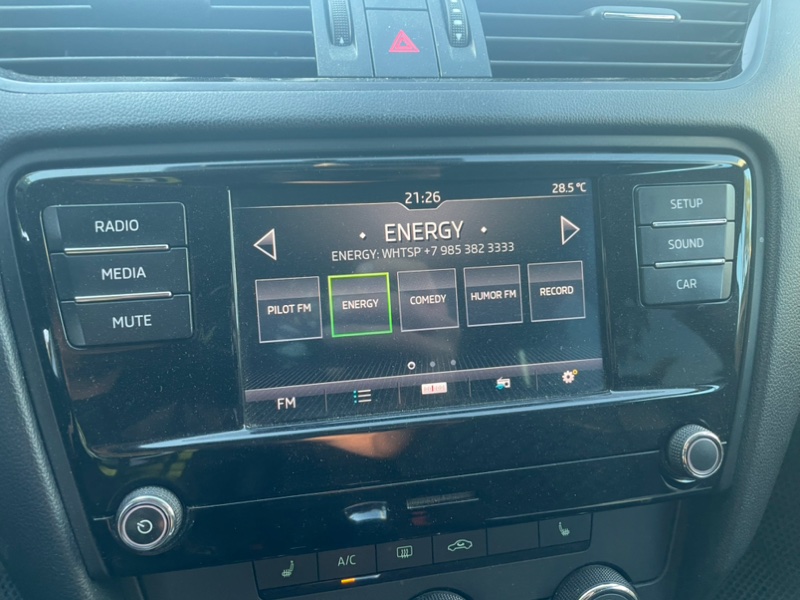 21:26
28.5 °C
RADIO
MEDIA
MUTE
ENERGY
ENERGY: WHTSP +7 985 382 3333
PILOT FM
ENERGY
COMEDY
HUMOR FM
RECORD
FM
SETUP
SOUND
CAR
A/C